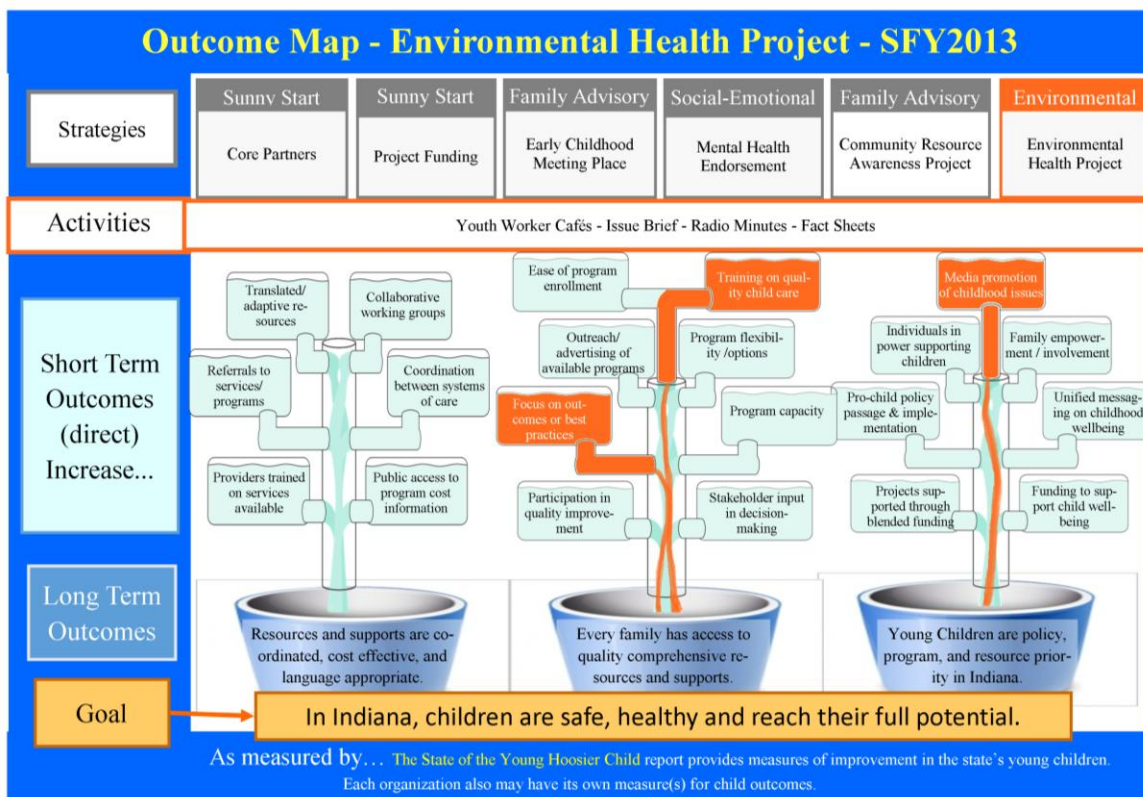 Outcome Map - Environmental Health Project - SFY2013
Strategies
Sunny Start
Core Partners
Sunny Start
Project Funding
Family Advisory
Early Childhood
Meeting Place
Social-Emotional
Mental Health
Endorsement
Family Advisory
Community Resource
Awareness Project
Environmental
Environmental
Health Project
Activities
Youth Worker Cafés - Issue Brief - Radio Minutes - Fact Sheets
Short Term
Outcomes
(direct)
Increase...
Translated/
adaptive re-
sources
Collaborative
working groups
Referrals to
services/
programs
Coordination
between systems
of care
Providers trained
on services
available
Public access to
program cost
information
Ease of program
enrollment
Training on qual-
ity child care
Outreach/
advertising of
available programs
Program flexibil-
ity /options
Focus on out-
comes or best
practices
Program capacity
Participation in
quality improve-
ment
Stakeholder input
in decision-
making
Media promotion
of childhood issues
Individuals in
power supporting
children
Family empower-
ment / involvement
Pro-child policy
passage & imple-
mentation
Unified messag-
ing on childhood
wellbeing
Projects sup-
ported through
blended funding
Funding to sup-
port child well-
being
Long Term
Outcomes
Resources and supports are co-
ordinated, cost effective, and
language appropriate.
Every family has access to
quality comprehensive re-
sources and supports.
Young Children are policy,
program, and resource prior-
ity in Indiana.
Goal
In Indiana, children are safe, healthy and reach their full potential.
As measured by… The State of the Young Hoosier Child report provides measures of improvement in the state's young children.
Each organization also may have its own measure(s) for child outcomes.